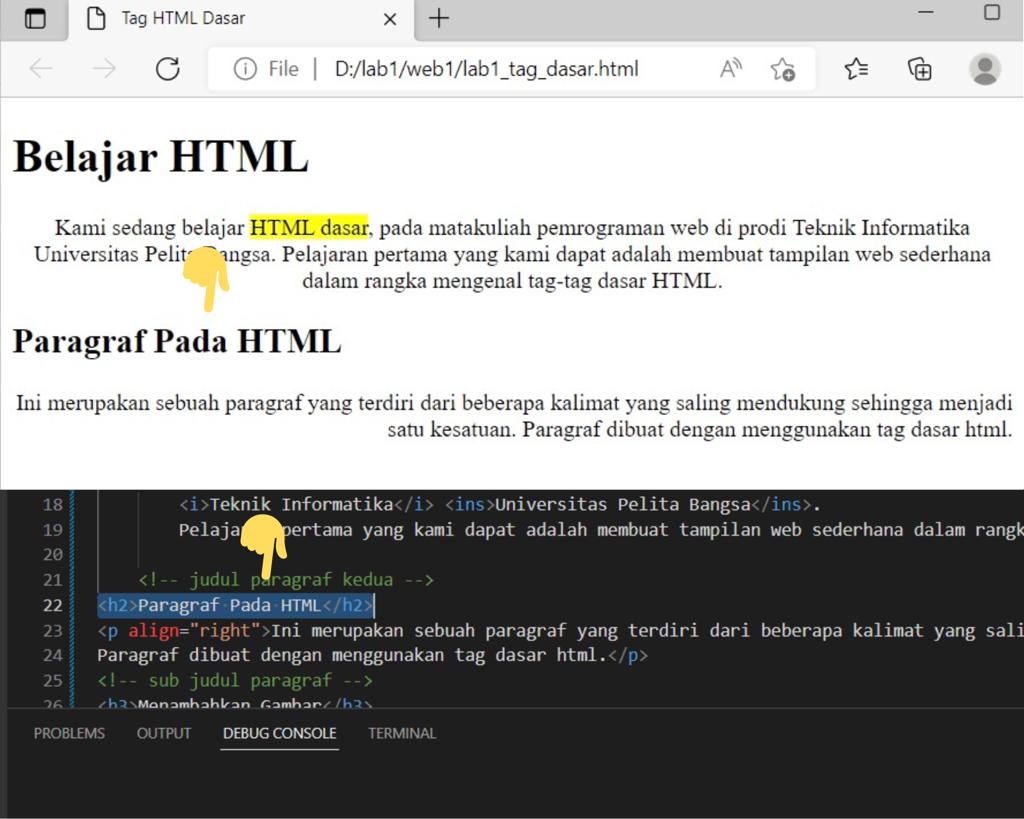 Tag HTML Dasar
File | D:/lab1/web1/lab1_tag_dasar.html
Belajar HTML
Kami sedang belajar HTML dasar, pada matakuliah pemrograman web di prodi Teknik Informatika
Universitas Pelita Bangsa. Pelajaran pertama yang kami dapat adalah membuat tampilan web sederhana
dalam rangka mengenal tag-tag dasar HTML.
Paragraf Pada HTML
Ini merupakan sebuah paragraf yang terdiri dari beberapa kalimat yang saling mendukung sehingga menjadi
satu kesatuan. Paragraf dibuat dengan menggunakan tag dasar html.
18 <i>Teknik Informatika</i> <ins>Universitas Pelita Bangsa</ins>.
19 Pelaja pertama yang kami dapat adalah membuat tampilan web sederhana dalam rangk
20
21 <!-- judul paragraf kedua -->
22 <h2>Paragraf Pada HTML</h2>
23 <p align="right">Ini merupakan sebuah paragraf yang terdiri dari beberapa kalimat yang sali
24 Paragraf dibuat dengan menggunakan tag dasar html.</p>
25 <!-- sub judul paragraf -->
26 <h3>Menambahkan Gambar</h3>
PROBLEMS OUTPUT DEBUG CONSOLE TERMINAL